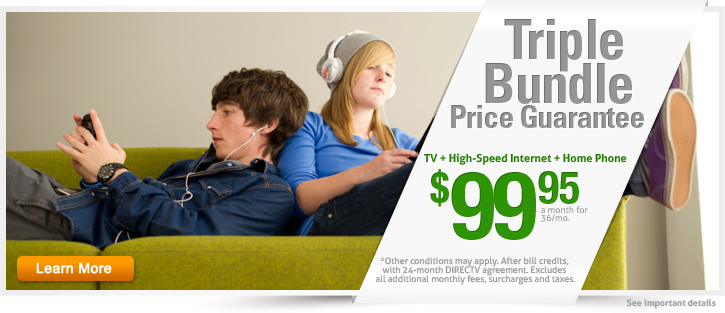 Triple
Bundle
Price Guarantee
TV + High-Speed Internet + Home Phone
$99 95
a month for
36/mo.
*Other conditions may apply. After bill credits,
with 24-month DIRECTV agreement. Excludes
all additional monthly fees, surcharges and taxes.
Learn More
See important details